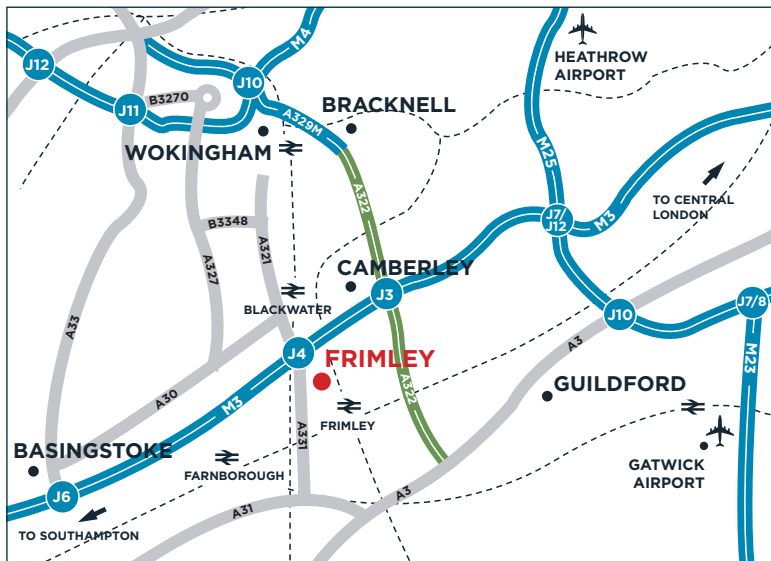 M4
HEATHROW
AIRPORT
J12
J10
B3270
J11
A329M
BRACKNELL
WOKINGHAM
M25
A322
TO CENTRAL
LONDON
J7/
J12
M3
B3348
A321
A327
CAMBERLEY
J3
BLACKWATER
A33
J10
J7/8
J4
FRIMLEY
A3
M23
A322
GUILDFORD
A30
M3
FRIMLEY
A331
BASINGSTOKE
FARNBOROUGH
GATWICK
AIRPORT
J6
A3
A31
TO SOUTHAMPTON